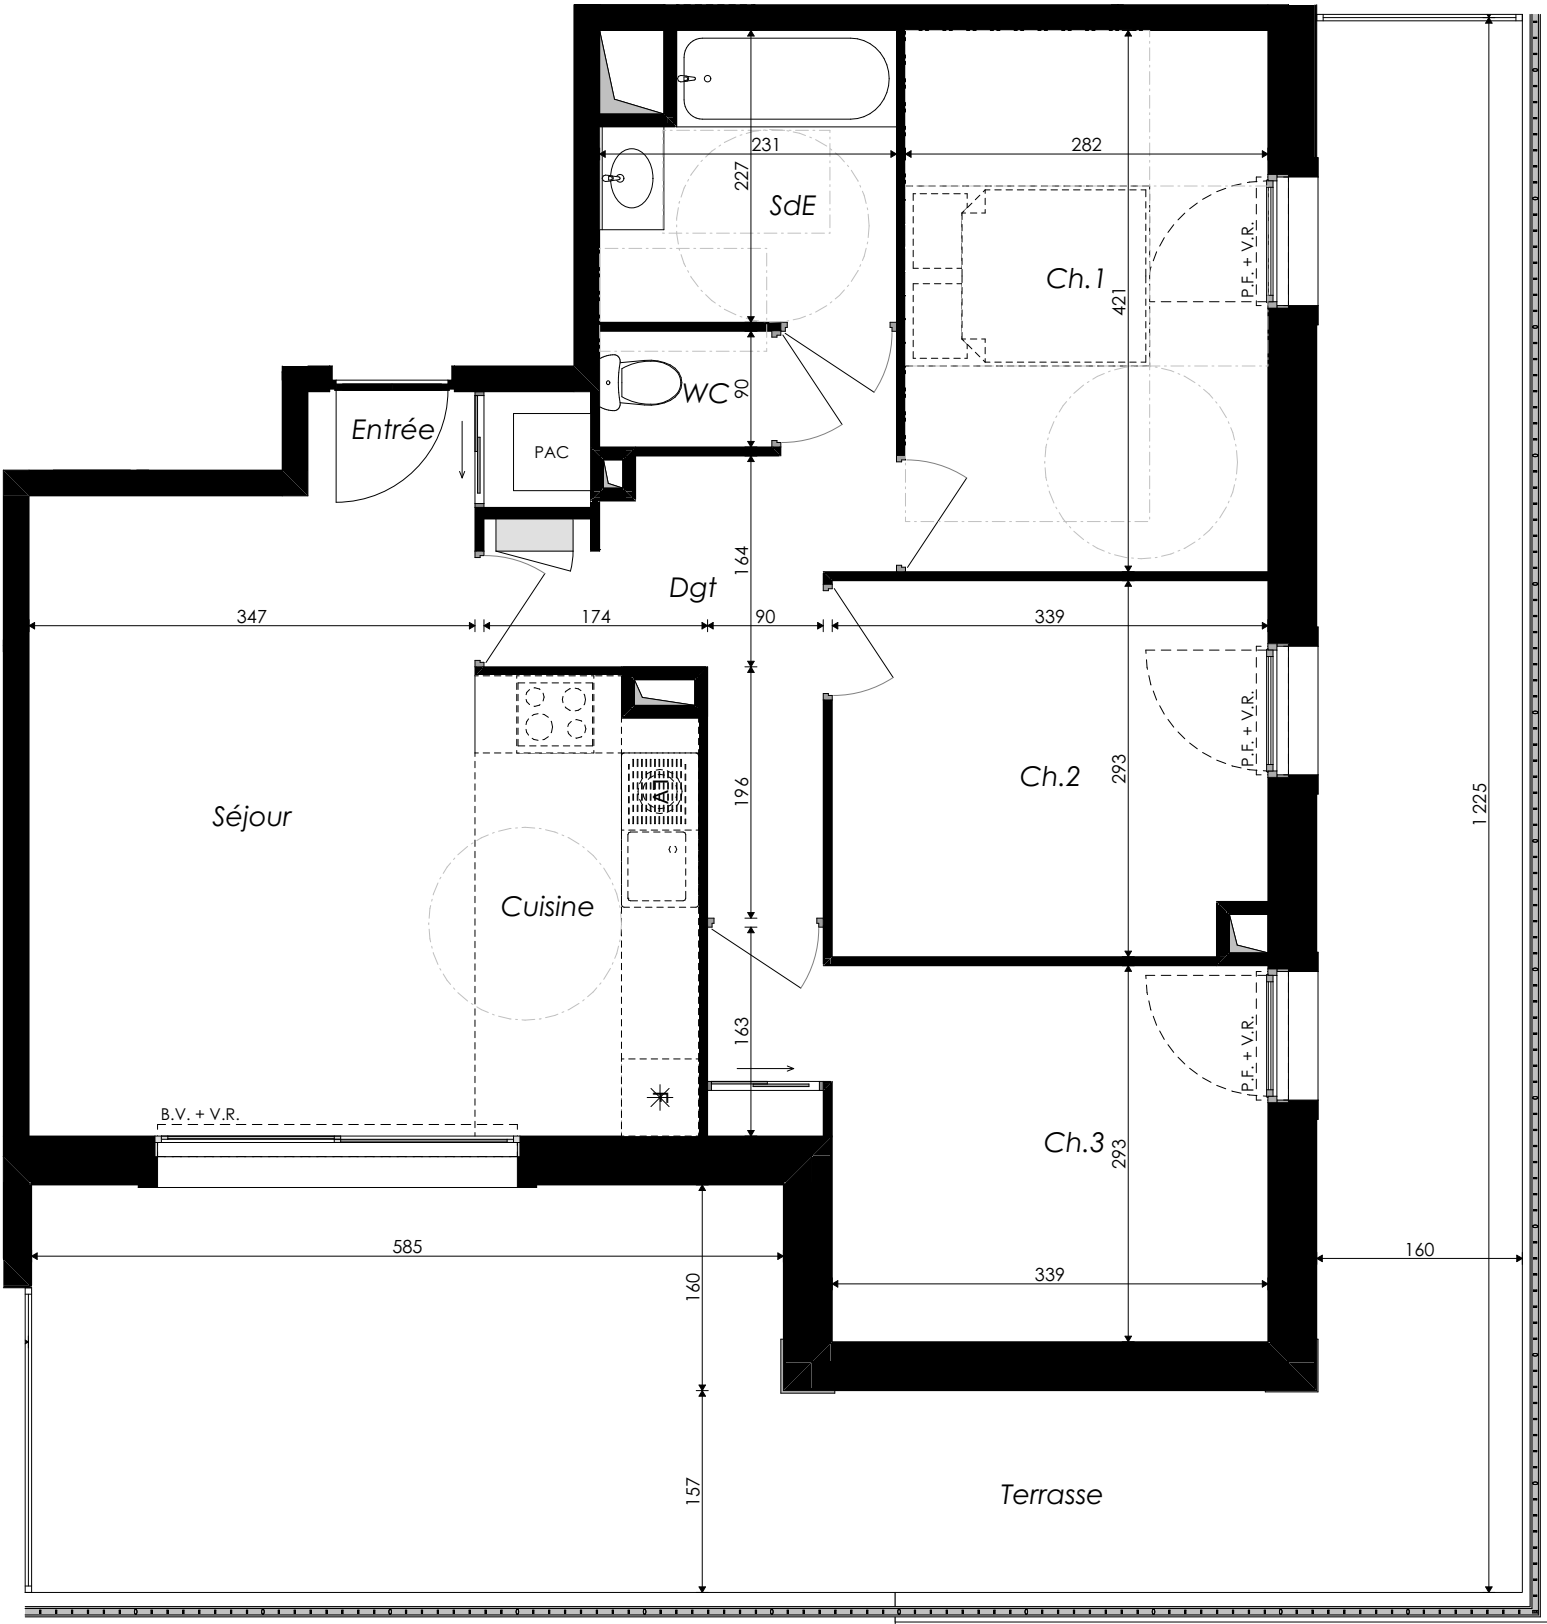 231
282
227
SdE
P.F. + V.R.
Ch.1
421
90
WC
Entrée
PAC
164
Dgt
347
174
90
339
P.F. + V.R.
293
Ch.2
LAVE
196
1225
Séjour
Cuisine
163
P.F. + V.R.
B.V. + V.R.
Ch.3
293
585
160
339
160
157
Terrasse